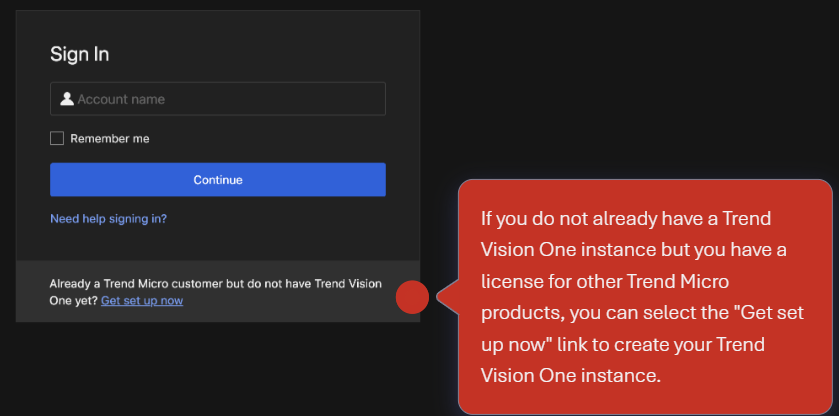 Sign In
Account name
Remember me
Continue
Need help signing in?
Already a Trend Micro customer but do not have Trend Vision
One yet? Get set up now
If you do not already have a Trend
Vision One instance but you have a
license for other Trend Micro
products, you can select the "Get set
up now" link to create your Trend
Vision One instance.